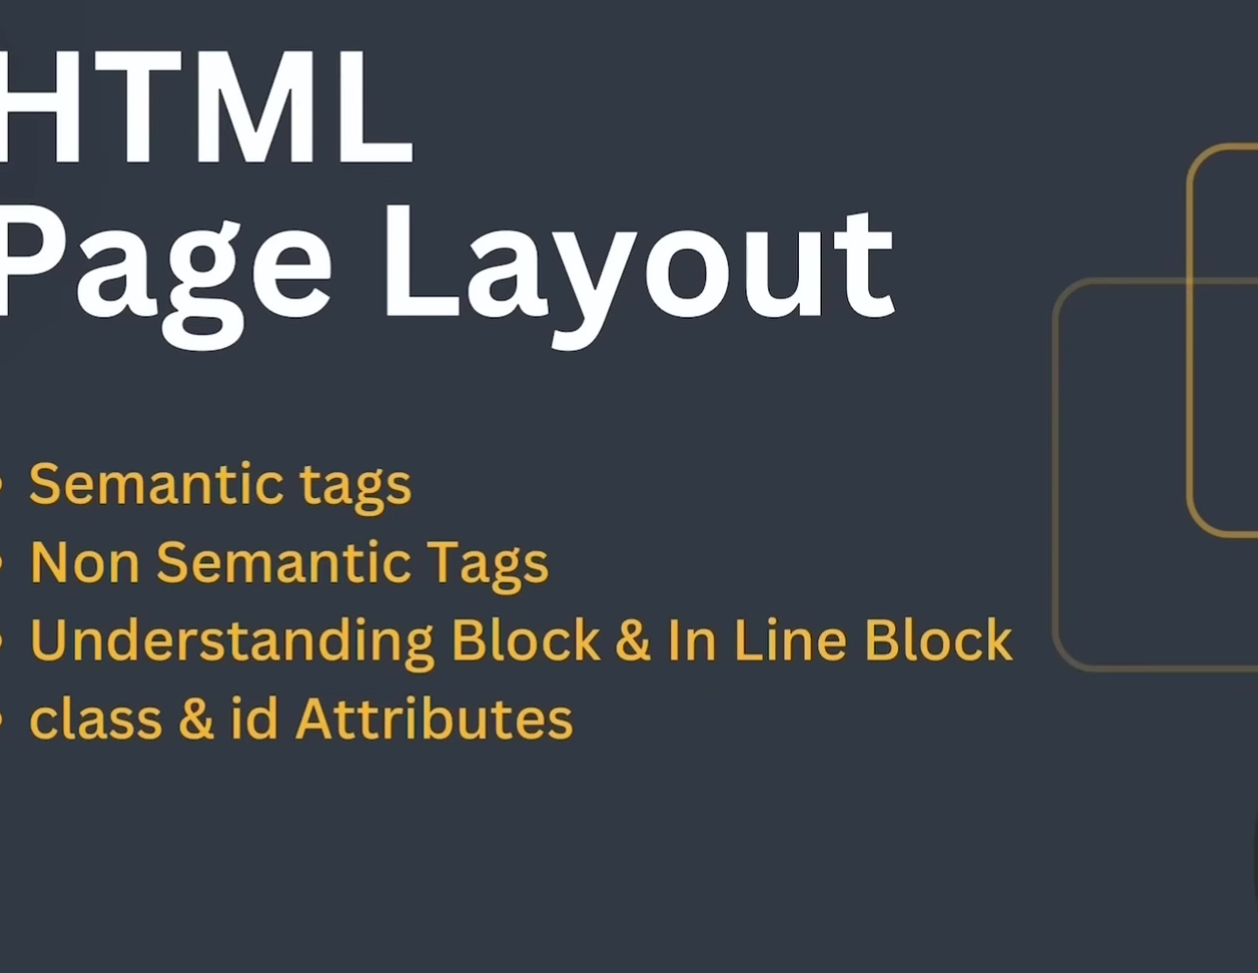 HTML
Page Layout
• Semantic tags
• Non Semantic Tags
• Understanding Block & In Line Block
• class & id Attributes